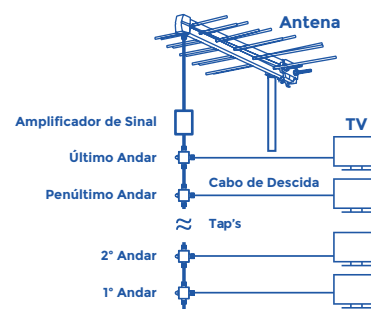 Antena
Amplificador de Sinal
TV
Último Andar
Penúltimo Andar
Cabo de Descida
≈ Tap's
2º Andar
1º Andar